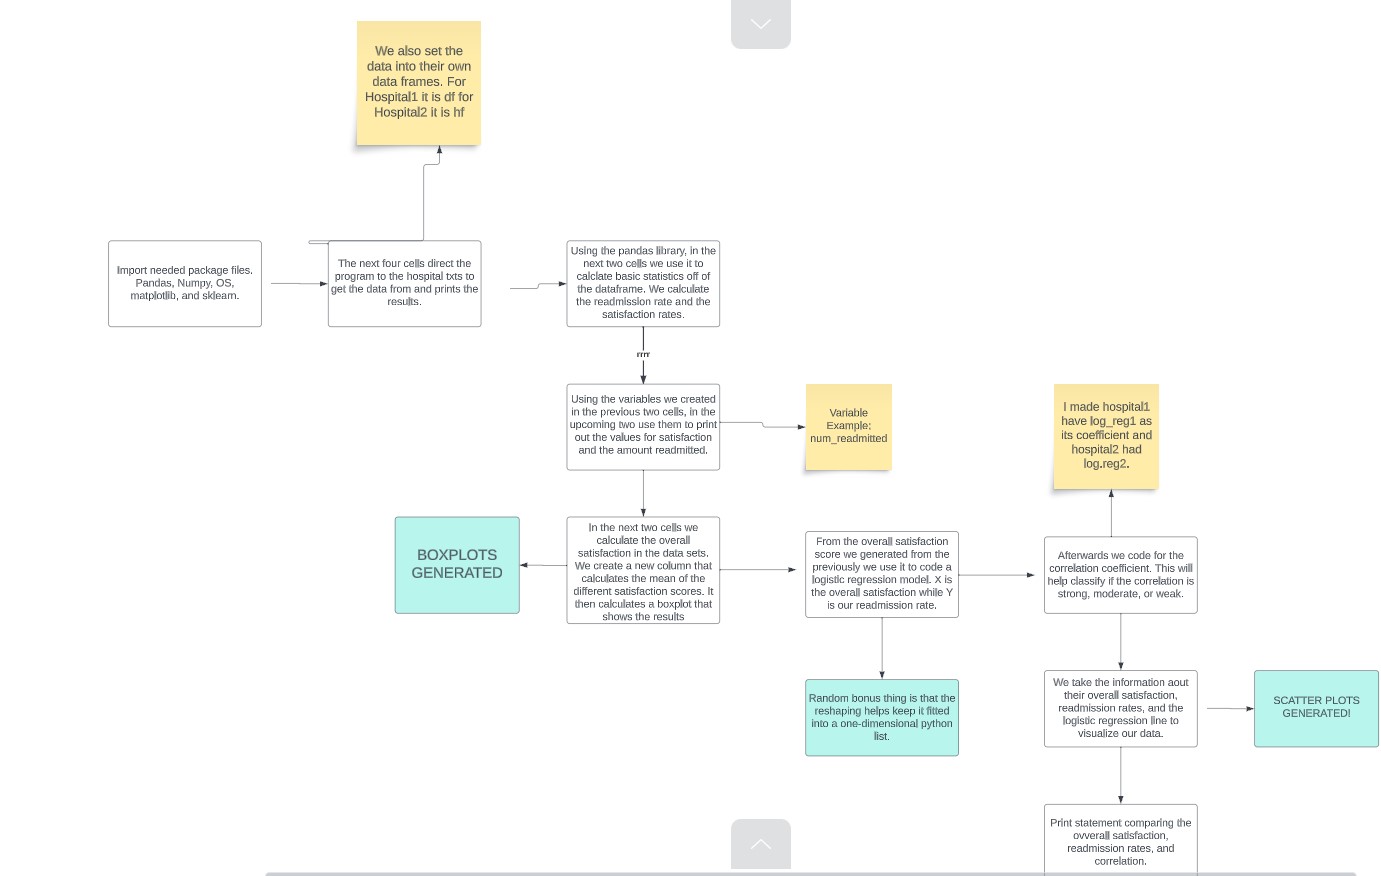 We also set the
data into their own
data frames. For
Hospital1 it is df for
Hospital2 it is hf
Import needed package files.
Pandas, Numpy, OS,
matplotlib, and sklearn.
The next four cells direct the
program to the hospital txts to
get the data from and prints the
results.
Using the pandas library, in the
next two cells we use it to
calclate basic statistics off of
the dataframe. We calculate
the readmission rate and the
satisfaction rates.
rrrr
Using the variables we created
in the previous two cells, in the
upcoming two use them to print
out the values for satisfaction
and the amount readmitted.
Variable
Example;
num_readmitted
I made hospital1
have log_reg1 as
its coefficient and
hospital2 had
log.reg2.
BOXPLOTS
GENERATED
In the next two cells we
calculate the overall
satisfaction in the data sets.
We create a new column that
calculates the mean of the
different satisfaction scores. It
then calculates a boxplot that
shows the results
From the overall satisfaction
score we generated from the
previously we use it to code a
logistic regression model. X is
the overall satisfaction while Y
is our readmission rate.
Afterwards we code for the
correlation coefficient. This will
help classify if the correlation is
strong, moderate, or weak.
Random bonus thing is that the
reshaping helps keep it fitted
into a one-dimensional python
list.
We take the information aout
their overall satisfaction,
readmission rates, and the
logistic regression line to
visualize our data.
SCATTER PLOTS
GENERATED!
Print statement comparing the
ovverall satisfaction,
readmission rates, and
correlation.